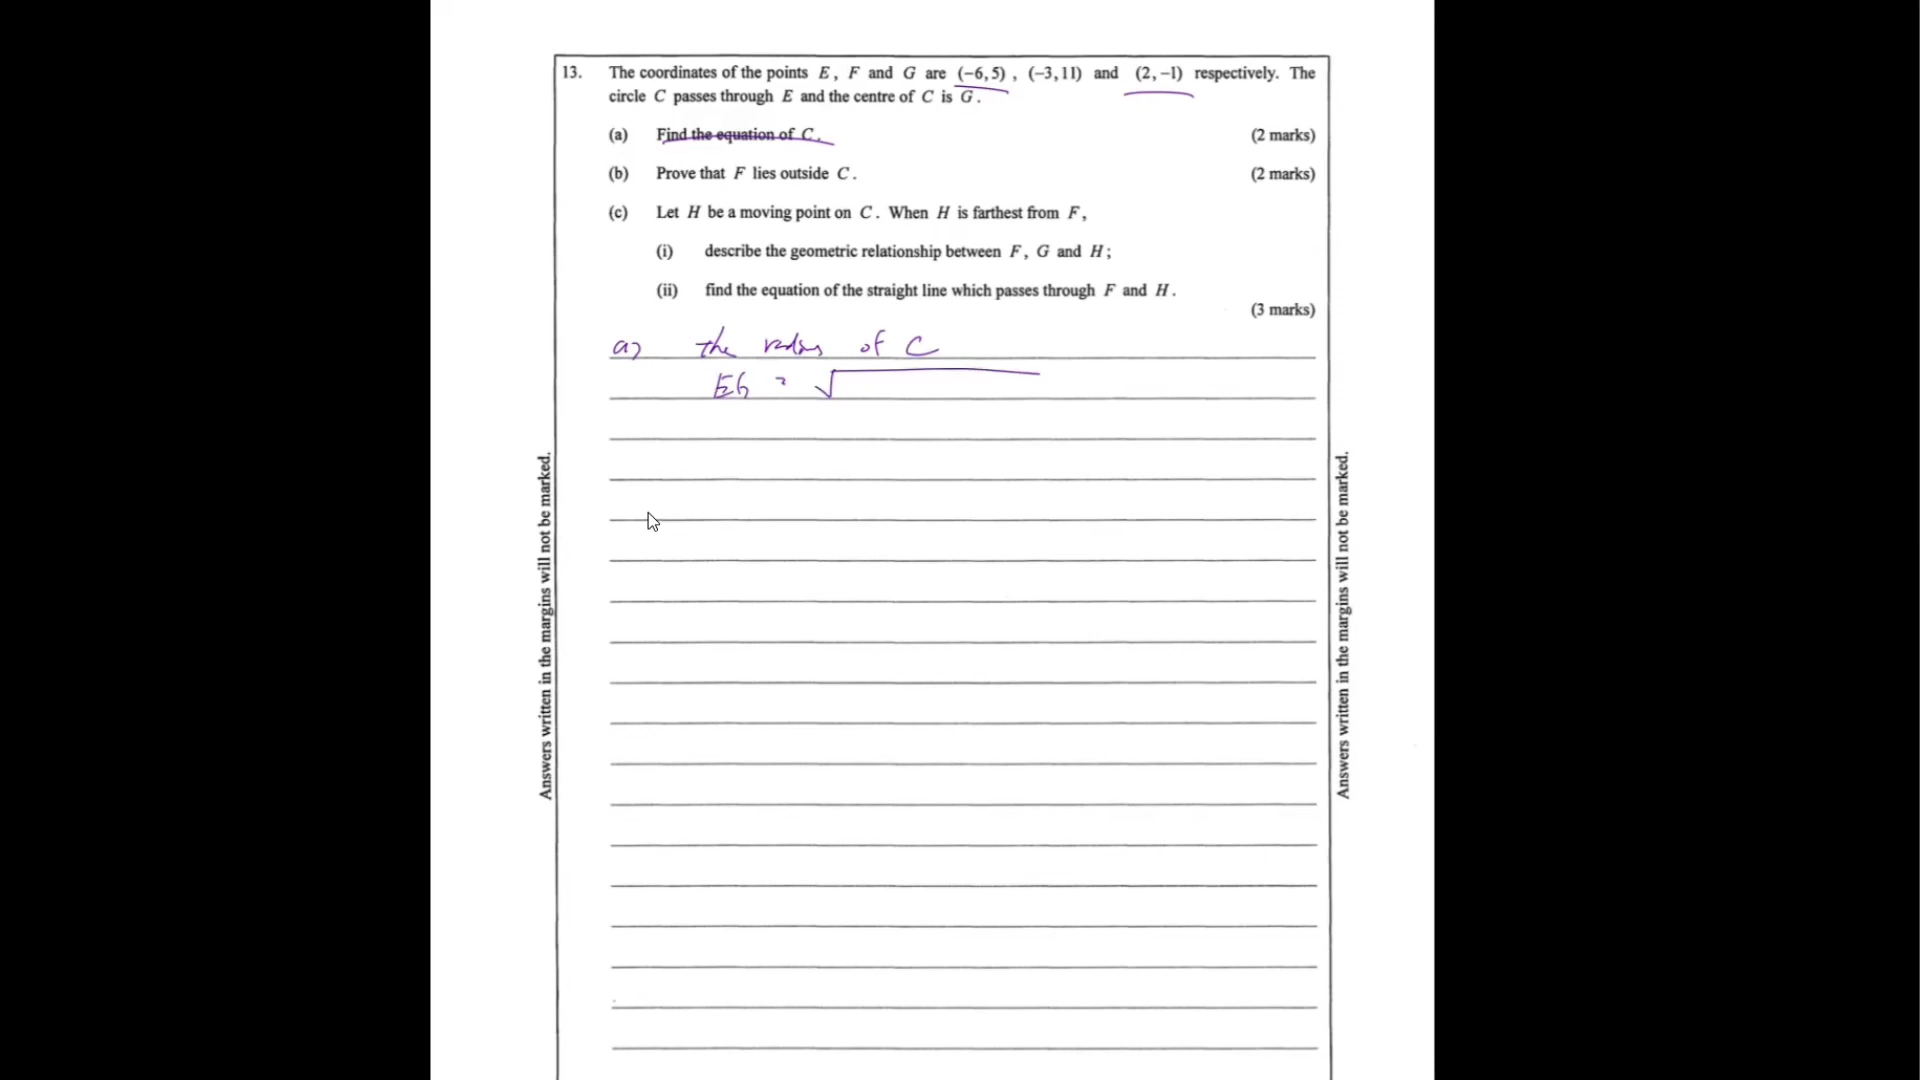 13. The coordinates of the points E, F and G are (−6,5), (−3,11) and (2,−1) respectively. The
circle C passes through E and the centre of C is G.
(a) Find the equation of C. (2 marks)
(b) Prove that F lies outside C. (2 marks)
(c) Let H be a moving point on C. When H is farthest from F,
(i) describe the geometric relationship between F, G and H;
(ii) find the equation of the straight line which passes through F and H.
(3 marks)
a) the radius of C
EG = √
Answers written in the margins will not be marked.
Answers written in the margins will not be marked.